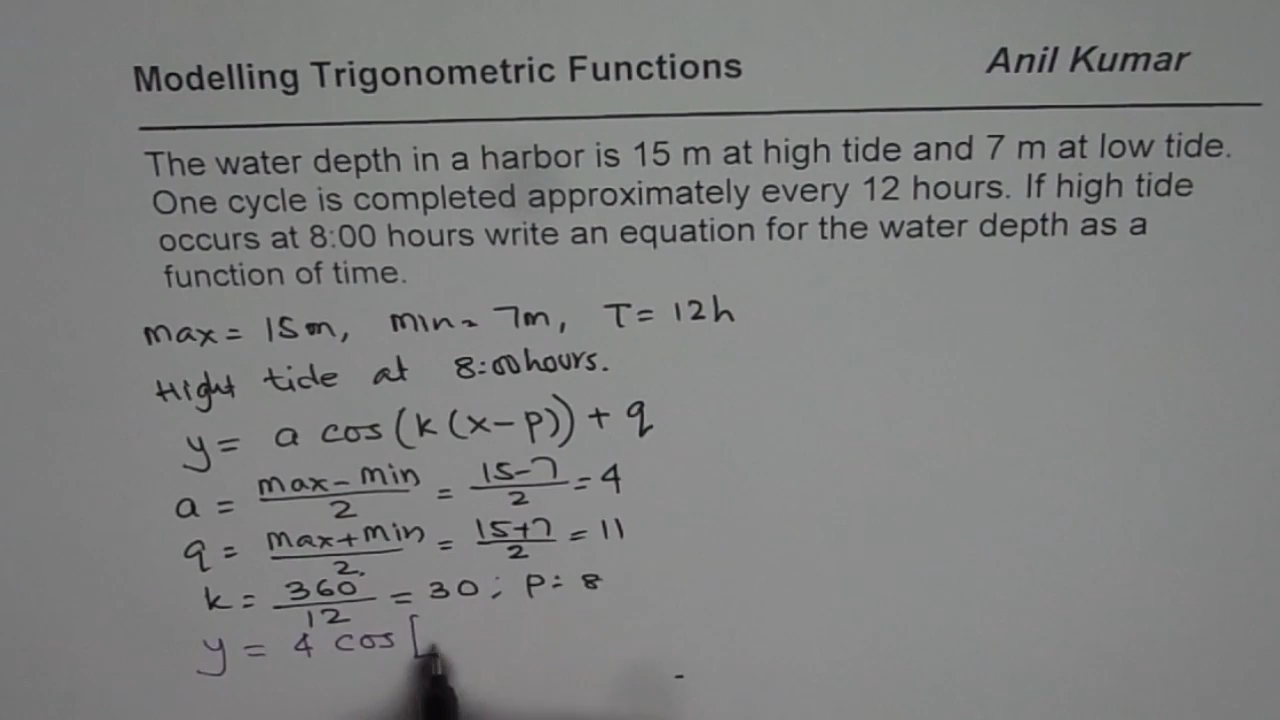 Modelling Trigonometric Functions Anil Kumar
The water depth in a harbor is 15 m at high tide and 7 m at low tide.
One cycle is completed approximately every 12 hours. If high tide
occurs at 8:00 hours write an equation for the water depth as a
function of time.
max = 15m, min = 7m, T = 12h
Hight tide at 8:00 hours.
y = a cos (k (x-p)) + q
a = max - min / 2 = 15-7 / 2 = 4
q = max + min / 2. = 15+7 / 2 = 11
k = 360 / 12 = 30 ; p = 8
y = 4 cos [